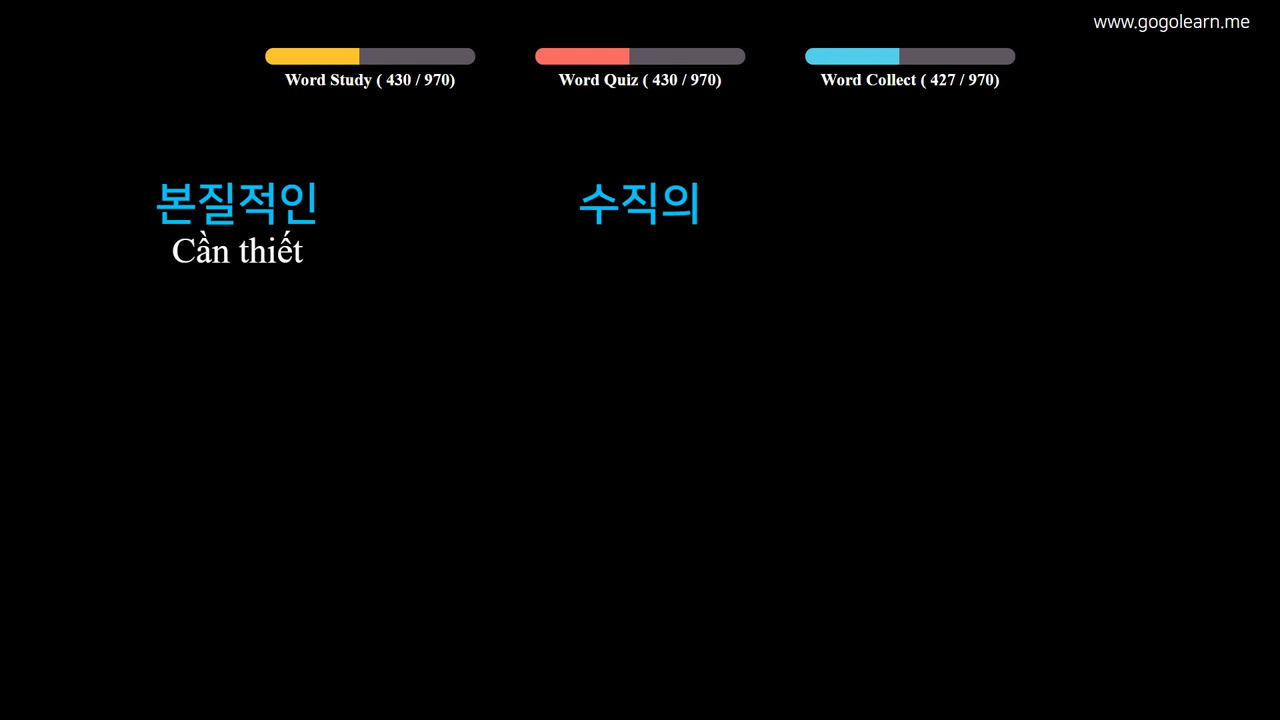 www.gogolearn.me
Word Study ( 430 / 970)
Word Quiz ( 430 / 970)
Word Collect ( 427 / 970)
본질적인
Cần thiết
수직의